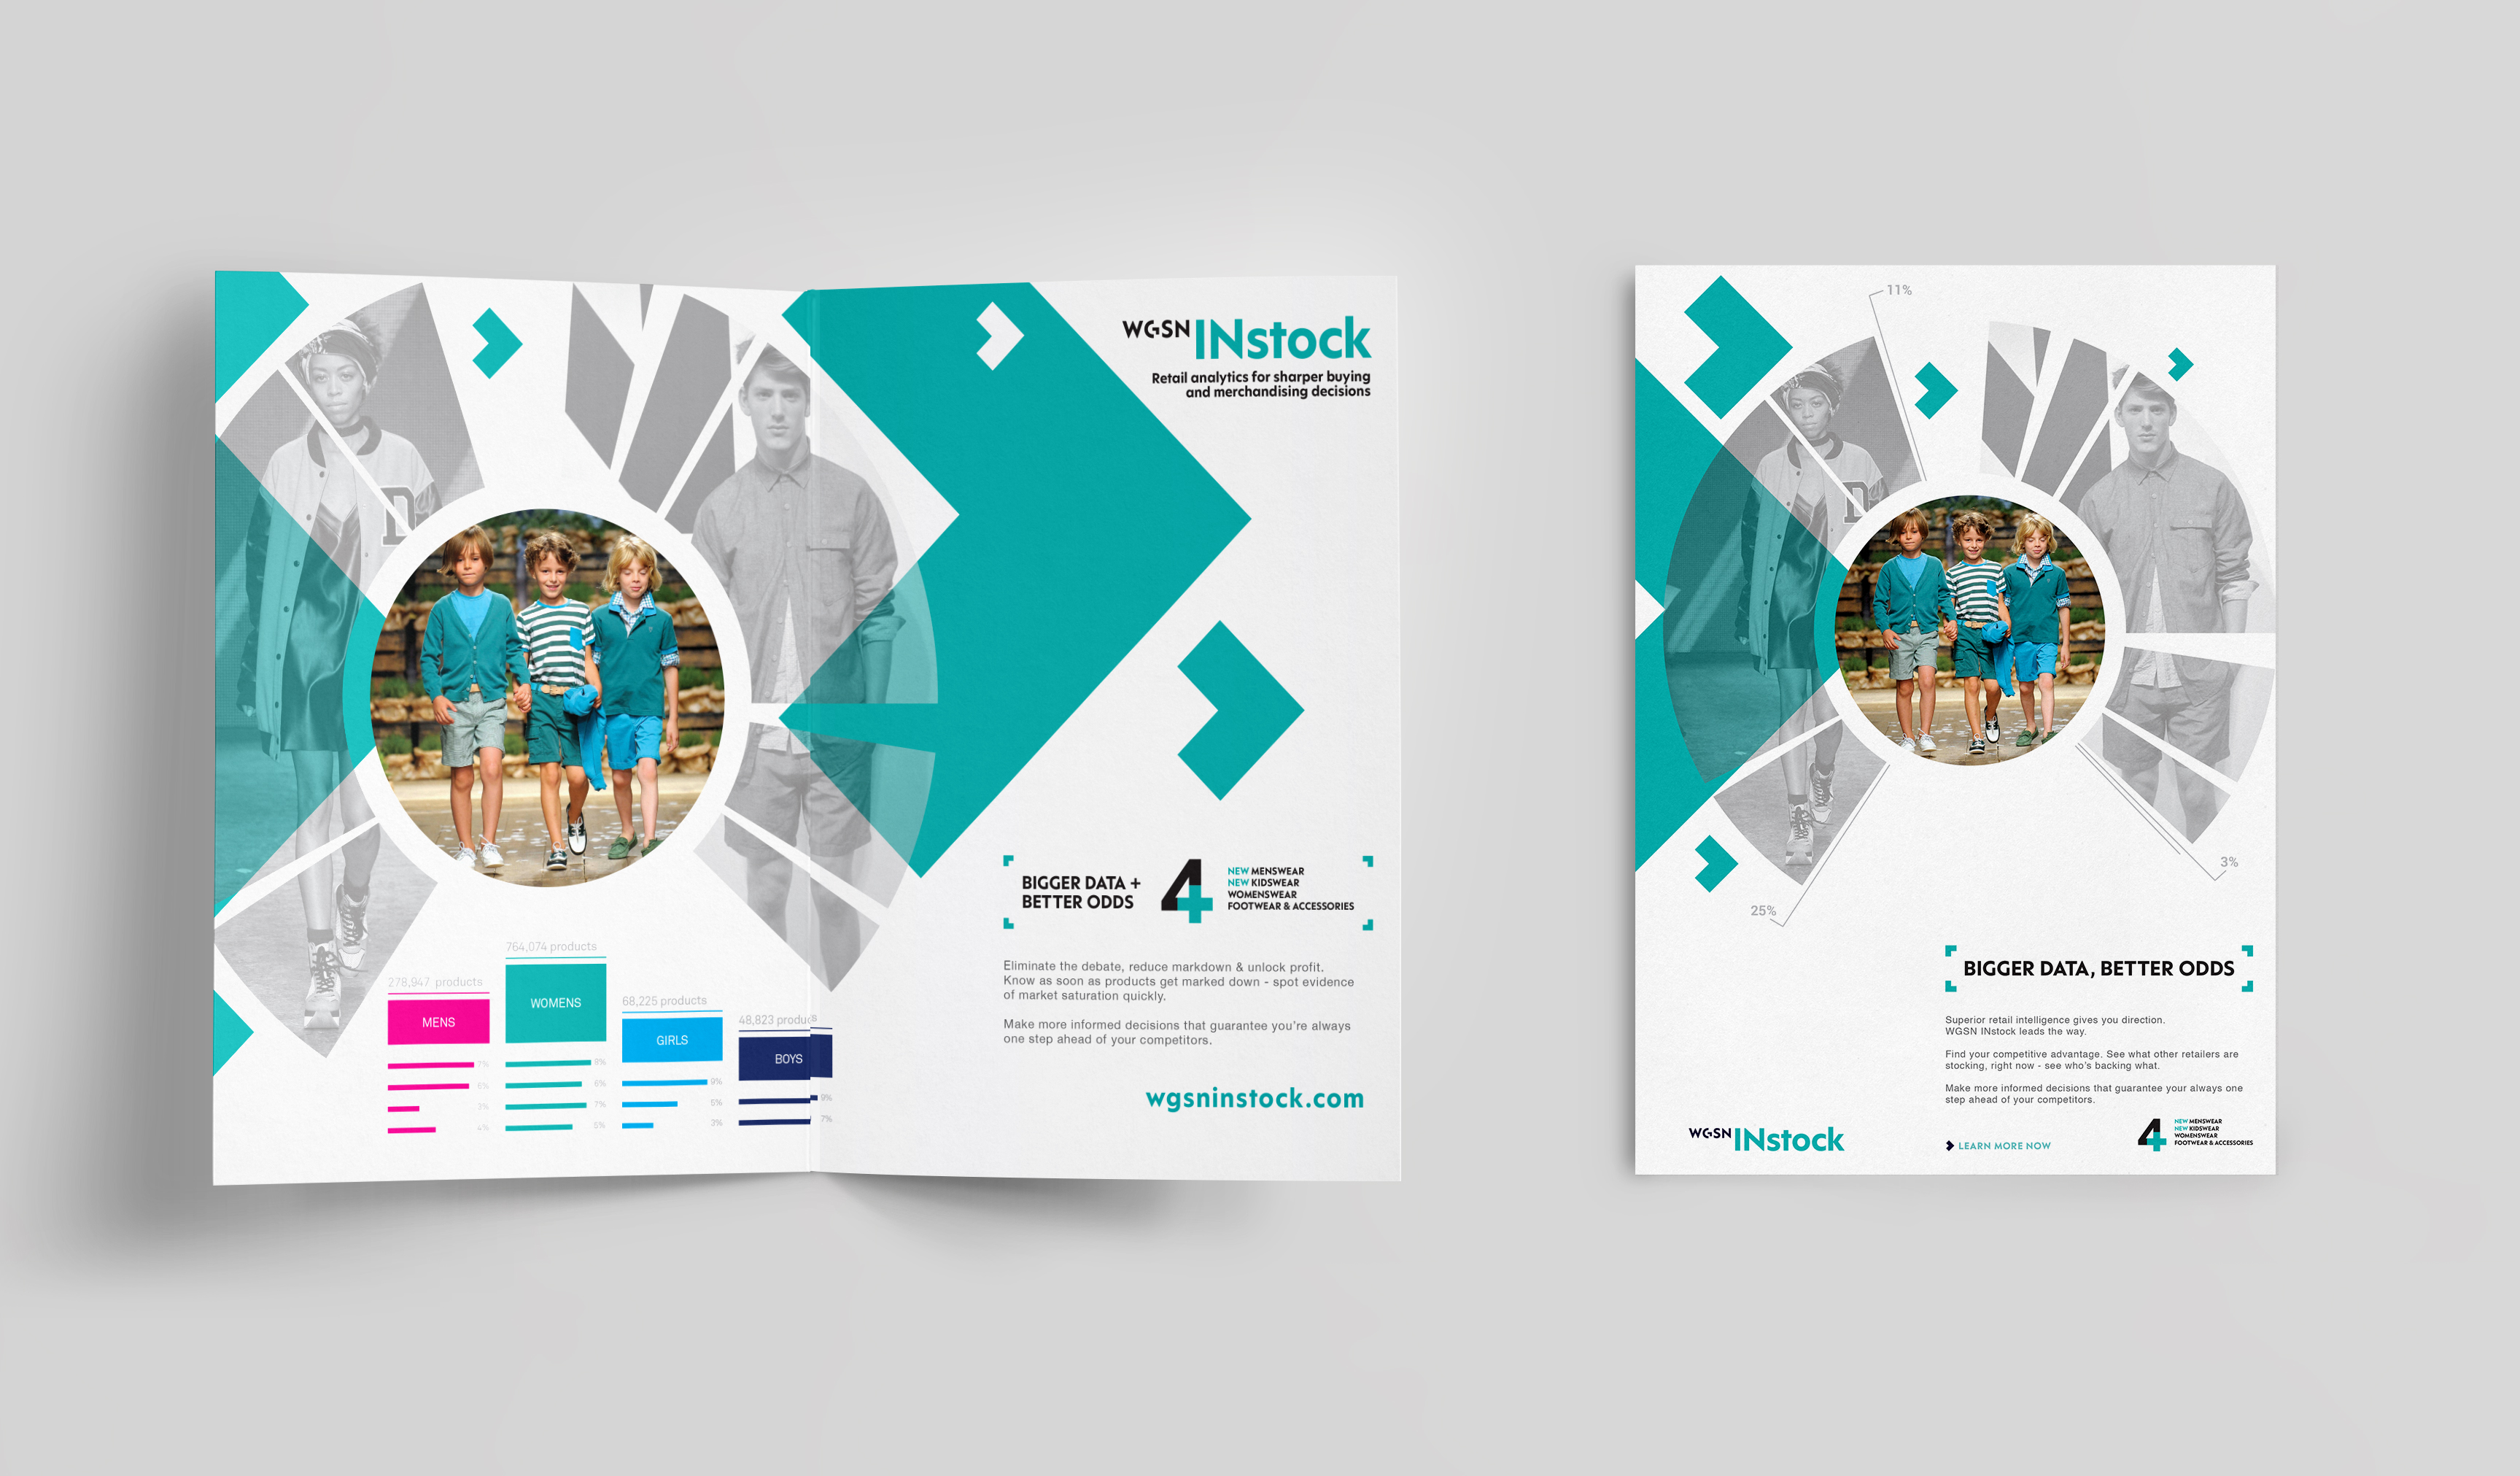 WGSN INstock
Retail analytics for sharper buying
and merchandising decisions
D
BIGGER DATA +
BETTER ODDS
4
NEW MENSWEAR
NEW KIDSWEAR
WOMENSWEAR
FOOTWEAR & ACCESSORIES
Eliminate the debate, reduce markdown & unlock profit.
Know as soon as products get marked down - spot evidence
of market saturation quickly.
Make more informed decisions that guarantee you're always
one step ahead of your competitors.
wgsninstock.com
278,947 products
MENS
7%
6%
3%
4%
764,074 products
WOMENS
8%
6%
7%
5%
68,225 products
GIRLS
9%
5%
3%
48,823 products
BOYS
9%
7%
11%
D
3%
25%
BIGGER DATA, BETTER ODDS
Superior retail intelligence gives you direction.
WGSN INstock leads the way.
Find your competitive advantage. See what other retailers are
stocking, right now - see who's backing what.
Make more informed decisions that guarantee your always one
step ahead of your competitors.
WGSN INstock
LEARN MORE NOW
4
NEW MENSWEAR
NEW KIDSWEAR
WOMENSWEAR
FOOTWEAR & ACCESSORIES